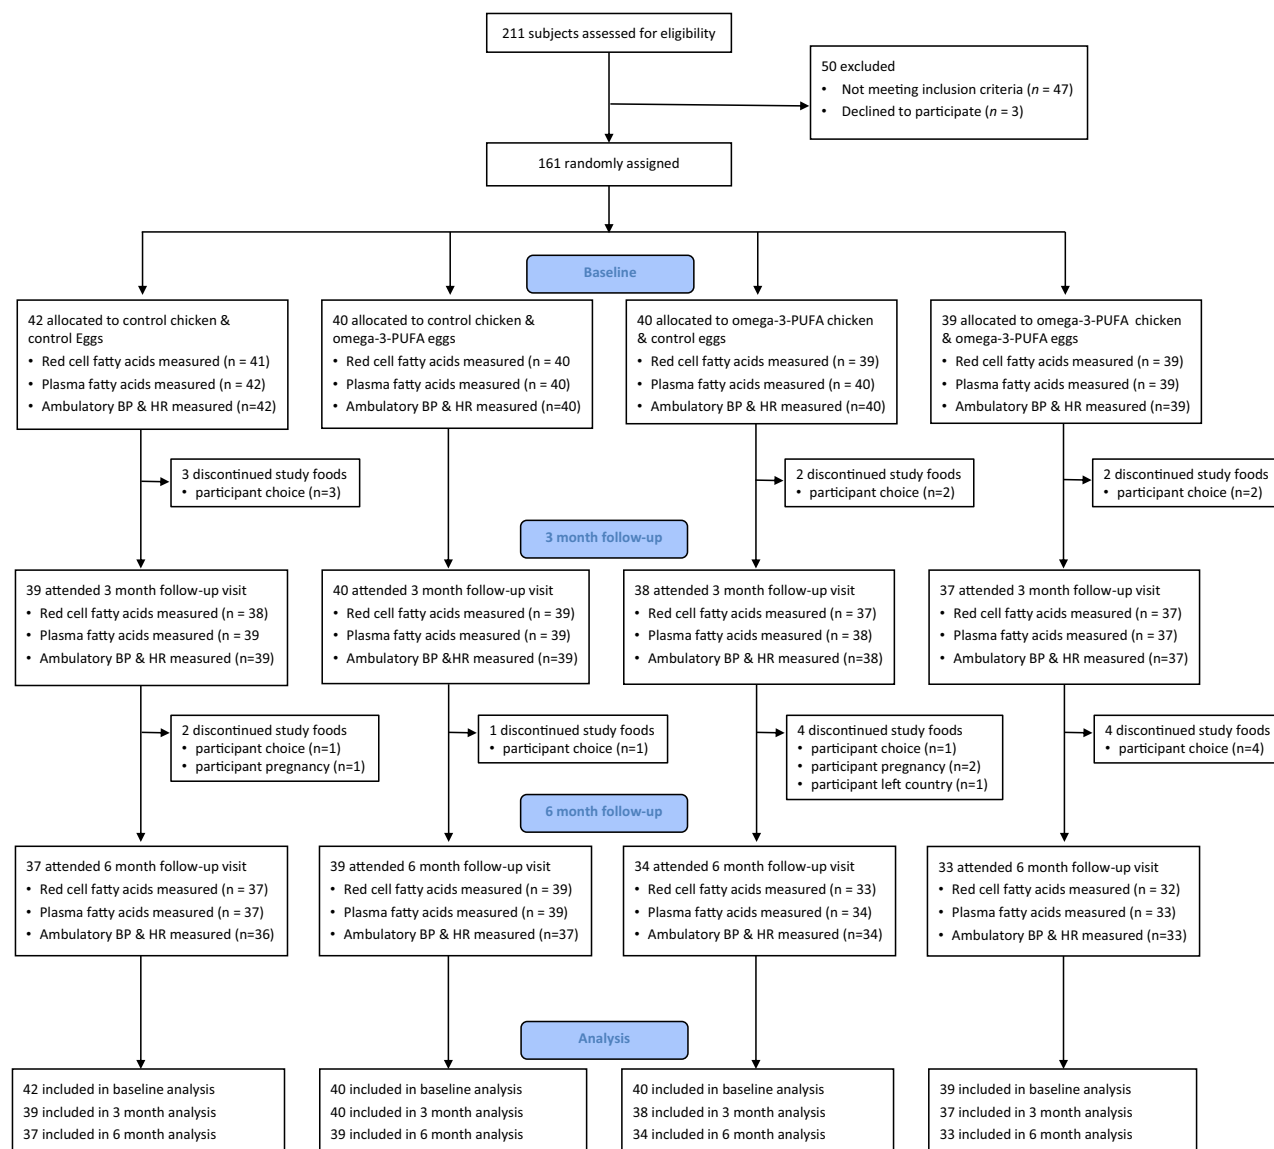 211 subjects assessed for eligibility
50 excluded
• Not meeting inclusion criteria (n = 47)
• Declined to participate (n = 3)
161 randomly assigned
Baseline
42 allocated to control chicken &
control Eggs
• Red cell fatty acids measured (n = 41)
• Plasma fatty acids measured (n = 42)
• Ambulatory BP & HR measured (n=42)
40 allocated to control chicken &
omega-3-PUFA eggs
• Red cell fatty acids measured (n = 40
• Plasma fatty acids measured (n = 40)
• Ambulatory BP & HR measured (n=40)
40 allocated to omega-3-PUFA chicken
& control eggs
• Red cell fatty acids measured (n = 39)
• Plasma fatty acids measured (n = 40)
• Ambulatory BP & HR measured (n=40)
39 allocated to omega-3-PUFA chicken
& omega-3-PUFA eggs
• Red cell fatty acids measured (n = 39)
• Plasma fatty acids measured (n = 39)
• Ambulatory BP & HR measured (n=39)
3 discontinued study foods
• participant choice (n=3)
2 discontinued study foods
• participant choice (n=2)
2 discontinued study foods
• participant choice (n=2)
3 month follow-up
39 attended 3 month follow-up visit
• Red cell fatty acids measured (n = 38)
• Plasma fatty acids measured (n = 39
• Ambulatory BP & HR measured (n=39)
40 attended 3 month follow-up visit
• Red cell fatty acids measured (n = 39)
• Plasma fatty acids measured (n = 39)
• Ambulatory BP &HR measured (n=39)
38 attended 3 month follow-up visit
• Red cell fatty acids measured (n = 37)
• Plasma fatty acids measured (n = 38)
• Ambulatory BP & HR measured (n=38)
37 attended 3 month follow-up visit
• Red cell fatty acids measured (n = 37)
• Plasma fatty acids measured (n = 37)
• Ambulatory BP & HR measured (n=37)
2 discontinued study foods
• participant choice (n=1)
• participant pregnancy (n=1)
1 discontinued study foods
• participant choice (n=1)
4 discontinued study foods
• participant choice (n=1)
• participant pregnancy (n=2)
• participant left country (n=1)
4 discontinued study foods
• participant choice (n=4)
6 month follow-up
37 attended 6 month follow-up visit
• Red cell fatty acids measured (n = 37)
• Plasma fatty acids measured (n = 37)
• Ambulatory BP & HR measured (n=36)
39 attended 6 month follow-up visit
• Red cell fatty acids measured (n = 39)
• Plasma fatty acids measured (n = 39)
• Ambulatory BP & HR measured (n=37)
34 attended 6 month follow-up visit
• Red cell fatty acids measured (n = 33)
• Plasma fatty acids measured (n = 34)
• Ambulatory BP & HR measured (n=34)
33 attended 6 month follow-up visit
• Red cell fatty acids measured (n = 32)
• Plasma fatty acids measured (n = 33)
• Ambulatory BP & HR measured (n=33)
Analysis
42 included in baseline analysis
39 included in 3 month analysis
37 included in 6 month analysis
40 included in baseline analysis
40 included in 3 month analysis
39 included in 6 month analysis
40 included in baseline analysis
38 included in 3 month analysis
34 included in 6 month analysis
39 included in baseline analysis
37 included in 3 month analysis
33 included in 6 month analysis